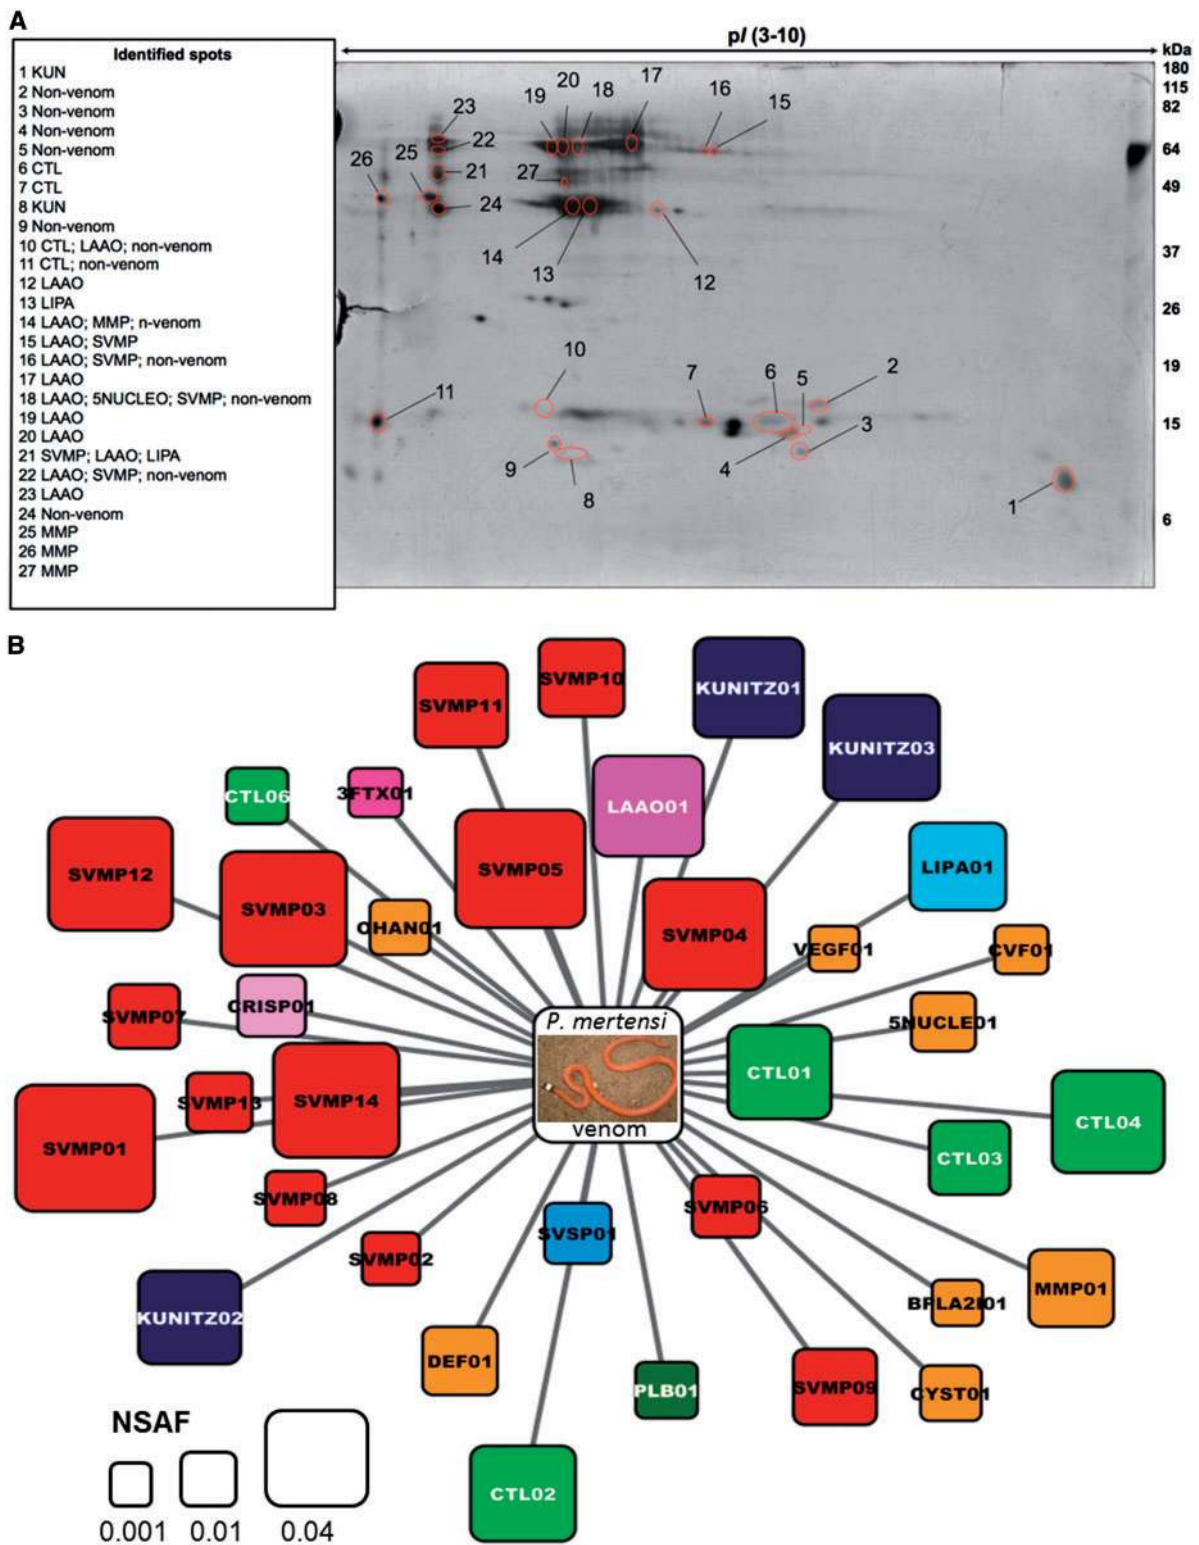 A
Identified spots
1 KUN
2 Non-venom
3 Non-venom
4 Non-venom
5 Non-venom
6 CTL
7 CTL
8 KUN
9 Non-venom
10 CTL; LAAO; non-venom
11 CTL; non-venom
12 LAAO
13 LIPA
14 LAAO; MMP; n-venom
15 LAAO; SVMP
16 LAAO; SVMP; non-venom
17 LAAO
18 LAAO; 5NUCLEO; SVMP; non-venom
19 LAAO
20 LAAO
21 SVMP; LAAO; LIPA
22 LAAO; SVMP; non-venom
23 LAAO
24 Non-venom
25 MMP
26 MMP
27 MMP
pI (3-10)
kDa
180
115
82
64
49
37
26
19
15
6
20
17
19
18
16
15
23
22
25
26
21
27
24
14
13
12
10
11
7
6
5
2
9
4
3
8
1
B
SVMP10
KUNITZ01
SVMP11
KUNITZ03
CTL06
3FTX01
LAAO01
SVMP12
SVMP05
LIPA01
SVMP03
OHAN01
SVMP04
VEGF01
CVF01
SVMP07
CRISP01
P. mertensi
venom
5NUCLE01
CTL01
SVMP13
SVMP14
SVMP01
CTL04
CTL03
SVMP08
SVMP06
SVMP02
SVSP01
KUNITZ02
MMP01
BPLA2I01
DEF01
PLB01
SVMP09
CYST01
CTL02
NSAF
0.001
0.01
0.04